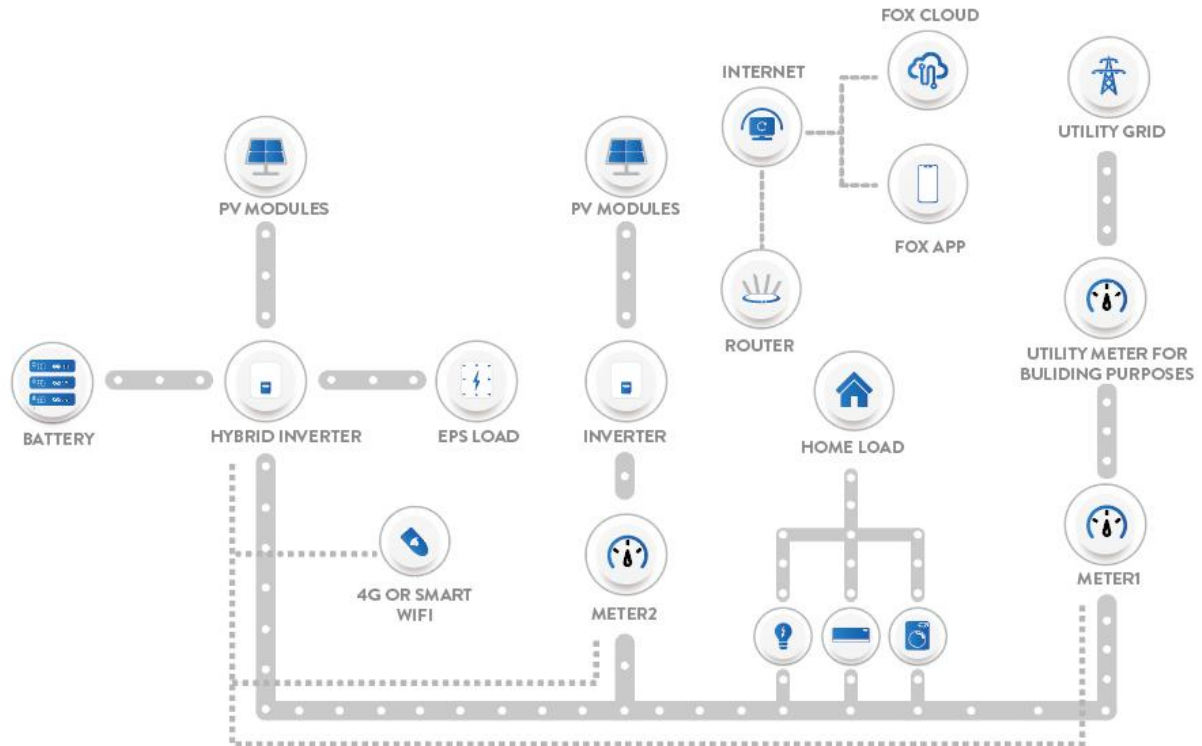 FOX CLOUD
INTERNET
UTILITY GRID
PV MODULES
PV MODULES
FOX APP
ROUTER
UTILITY METER FOR
BULIDING PURPOSES
BATTERY
HYBRID INVERTER
EPS LOAD
INVERTER
HOME LOAD
4G OR SMART
WIFI
METER2
METER1